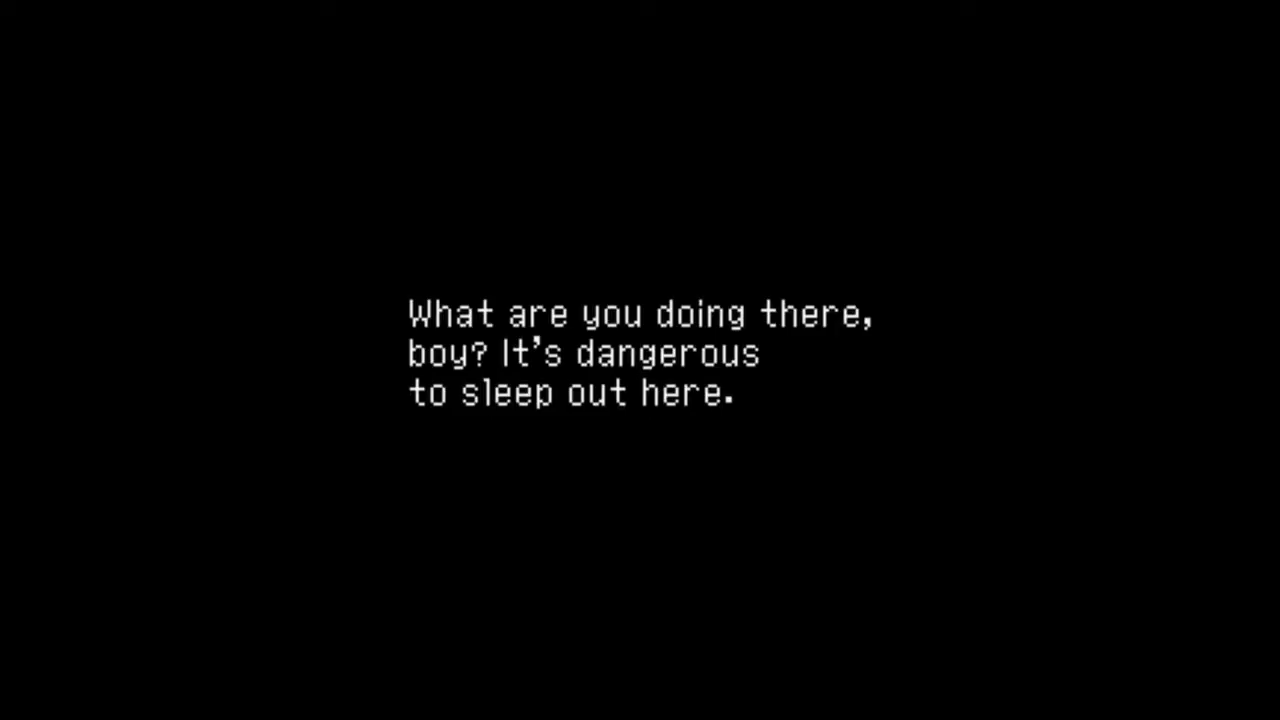 What are you doing there,
boy? It's dangerous
to sleep out here.